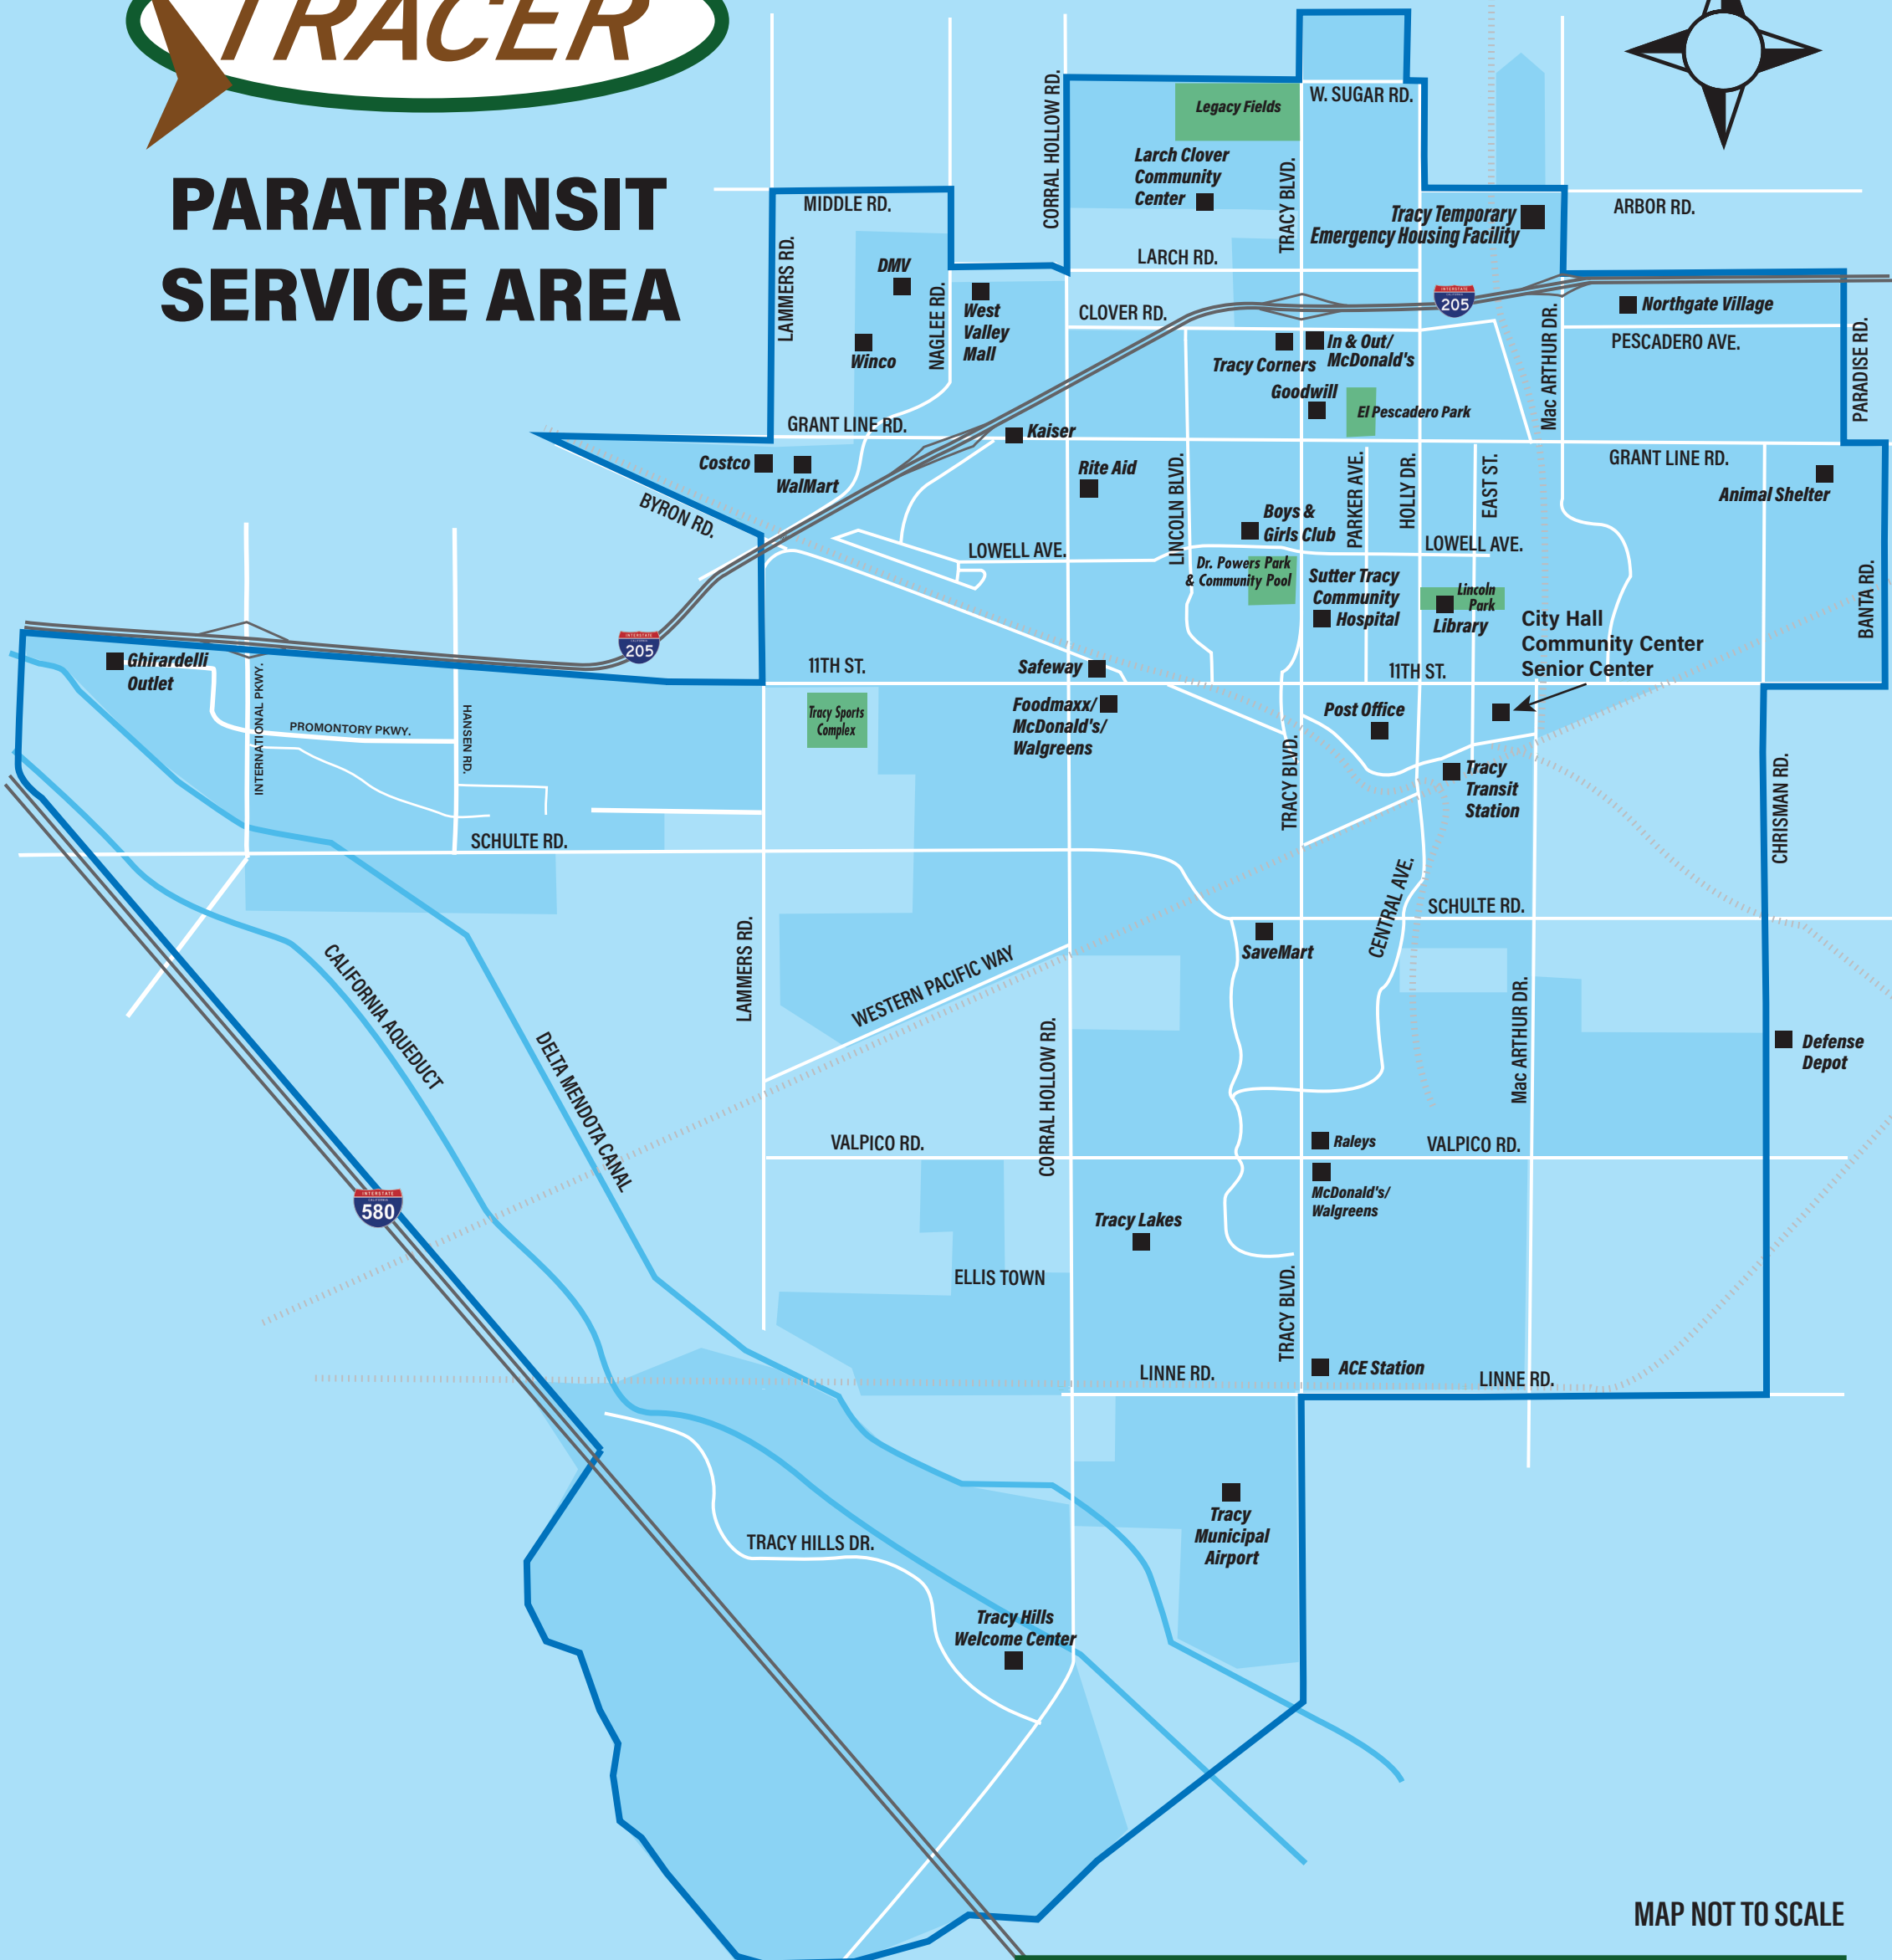 TRACER
PARATRANSIT
SERVICE AREA
CORRAL HOLLOW RD.
Legacy Fields
W. SUGAR RD.
Larch Clover
Community
Center
TRACY BLVD.
MIDDLE RD.
Tracy Temporary
Emergency Housing Facility
ARBOR RD.
LAMMERS RD.
DMV
NAGLEE RD.
West
Valley
Mall
Winco
LARCH RD.
CLOVER RD.
INTERSTATE
CALIFORNIA
205
Northgate Village
Mac ARTHUR DR.
PESCADERO AVE.
PARADISE RD.
In & Out/
McDonald's
Tracy Corners
Goodwill
El Pescadero Park
GRANT LINE RD.
Kaiser
Costco
WalMart
BYRON RD.
Rite Aid
LINCOLN BLVD.
PARKER AVE.
HOLLY DR.
EAST ST.
GRANT LINE RD.
Animal Shelter
Boys &
Girls Club
LOWELL AVE.
LOWELL AVE.
Dr. Powers Park
& Community Pool
Sutter Tracy
Community
Hospital
Lincoln
Park
Library
City Hall
Community Center
Senior Center
BANTA RD.
INTERSTATE
CALIFORNIA
205
Ghirardelli
Outlet
INTERNATIONAL PKWY.
PROMONTORY PKWY.
HANSEN RD.
11TH ST.
Safeway
11TH ST.
Tracy Sports
Complex
Foodmaxx/
McDonald's/
Walgreens
Post Office
TRACY BLVD.
Tracy
Transit
Station
CHRISMAN RD.
SCHULTE RD.
CENTRAL AVE.
SCHULTE RD.
SaveMart
LAMMERS RD.
WESTERN PACIFIC WAY
CALIFORNIA AQUEDUCT
DELTA MENDOTA CANAL
CORRAL HOLLOW RD.
Mac ARTHUR DR.
Defense
Depot
VALPICO RD.
Raleys
VALPICO RD.
McDonald's/
Walgreens
INTERSTATE
CALIFORNIA
580
Tracy Lakes
ELLIS TOWN
TRACY BLVD.
LINNE RD.
ACE Station
LINNE RD.
Tracy
Municipal
Airport
TRACY HILLS DR.
Tracy Hills
Welcome Center
MAP NOT TO SCALE